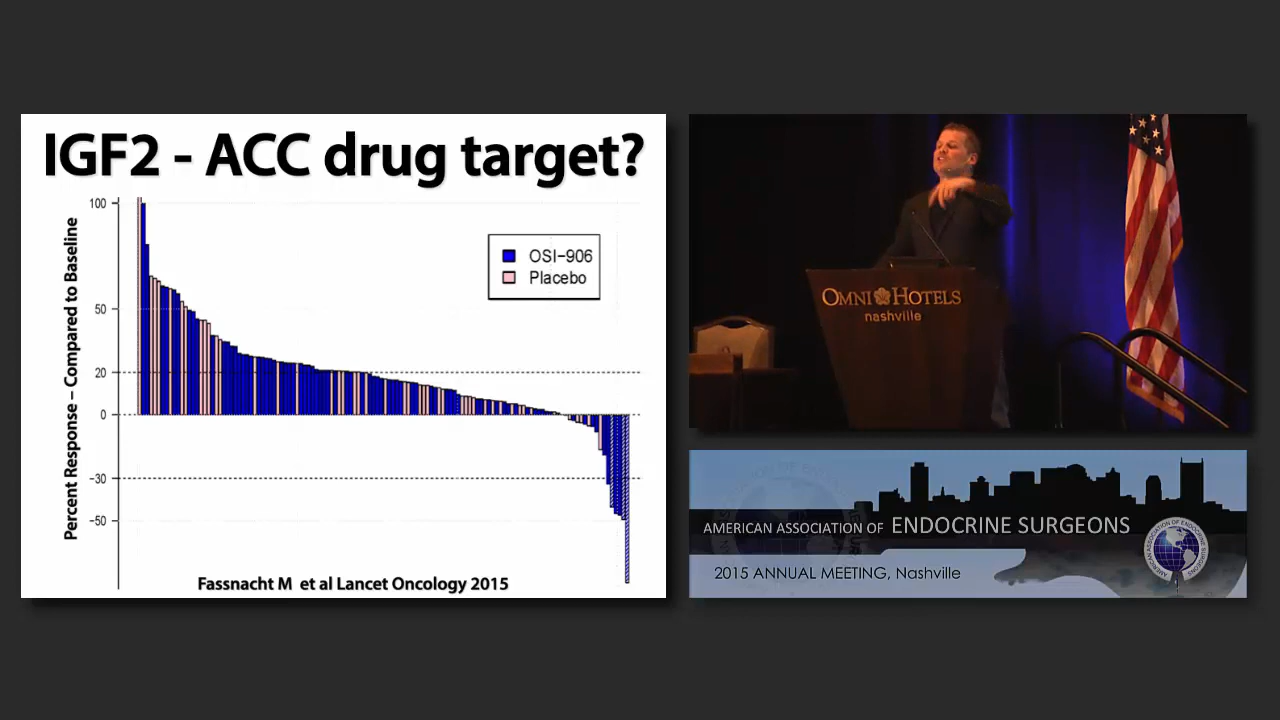 IGF2 - ACC drug target?
Percent Response – Compared to Baseline
100
50
20
0
−30
−50
OSI−906
Placebo
Fassnacht M et al Lancet Oncology 2015
OMNI HOTELS
nashville
AMERICAN ASSOCIATION OF ENDOCRINE SURGEONS
2015 ANNUAL MEETING, Nashville